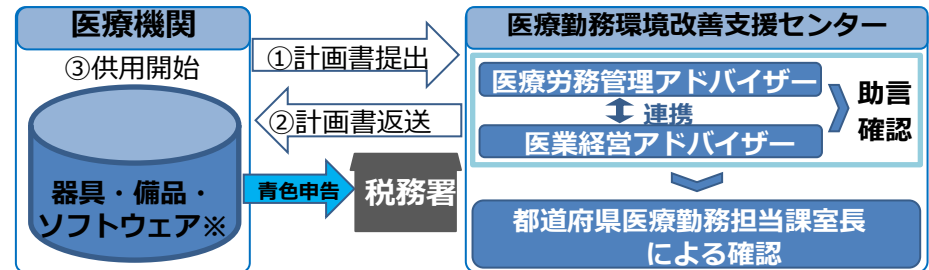 医療機関
③供用開始
器具・備品・
ソフトウェア※
①計画書提出
②計画書返送
青色申告
税務署
医療勤務環境改善支援センター
医療労務管理アドバイザー
連携
医業経営アドバイザー
助言
確認
都道府県医療勤務担当課室長
による確認